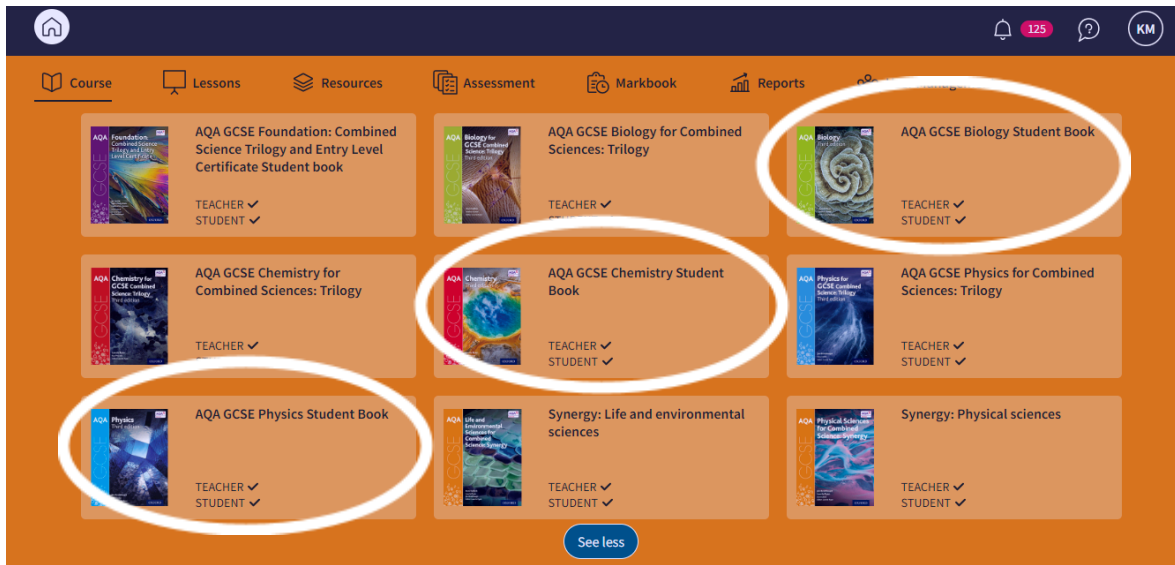 125
KM
Course
Lessons
Resources
Assessment
Markbook
Reports
AQA GCSE Foundation: Combined
Science Trilogy and Entry Level
Certificate Student book
TEACHER
STUDENT
AQA GCSE Biology for Combined
Sciences: Trilogy
TEACHER
AQA GCSE Biology Student Book
TEACHER
STUDENT
AQA GCSE Chemistry for
Combined Sciences: Trilogy
TEACHER
AQA GCSE Chemistry Student
Book
TEACHER
STUDENT
AQA GCSE Physics for Combined
Sciences: Trilogy
TEACHER
STUDENT
AQA GCSE Physics Student Book
TEACHER
STUDENT
Synergy: Life and environmental
sciences
TEACHER
STUDENT
Synergy: Physical sciences
TEACHER
STUDENT
See less